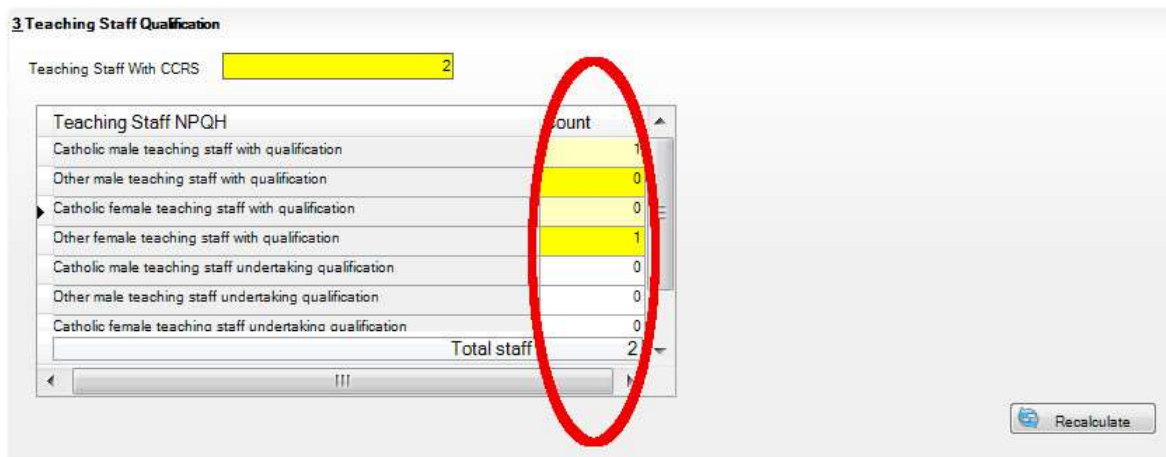 3 Teaching Staff Qualification
Teaching Staff With CCRS 2
Teaching Staff NPQH Count
Catholic male teaching staff with qualification 1
Other male teaching staff with qualification 0
Catholic female teaching staff with qualification 0
Other female teaching staff with qualification 1
Catholic male teaching staff undertaking qualification 0
Other male teaching staff undertaking qualification 0
Catholic female teaching staff undertaking qualification 0
Total staff 2
Recalculate